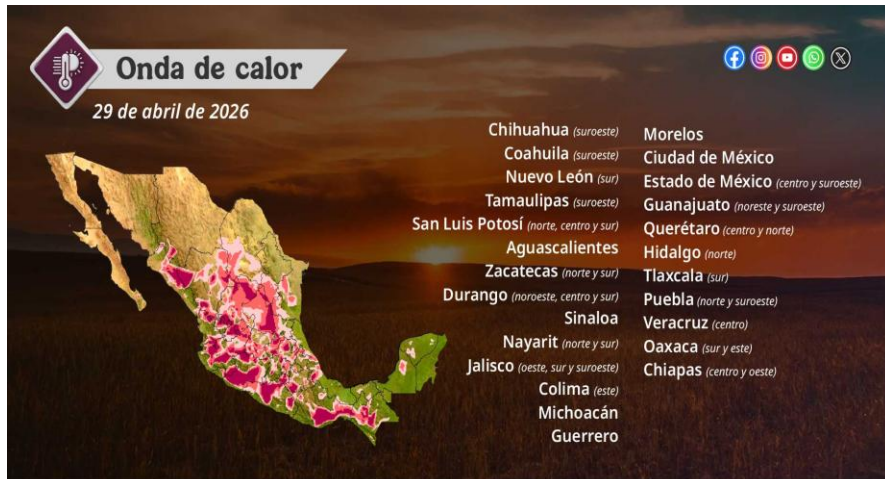 Onda de calor
29 de abril de 2026
Chihuahua (suroeste)
Coahuila (suroeste)
Nuevo León (sur)
Tamaulipas (suroeste)
San Luis Potosí (norte, centro y sur)
Aguascalientes
Zacatecas (norte y sur)
Durango (noroeste, centro y sur)
Sinaloa
Nayarit (norte y sur)
Jalisco (oeste, sur y suroeste)
Colima (este)
Michoacán
Guerrero
Morelos
Ciudad de México
Estado de México (centro y suroeste)
Guanajuato (noreste y suroeste)
Querétaro (centro y norte)
Hidalgo (norte)
Tlaxcala (sur)
Puebla (norte y suroeste)
Veracruz (centro)
Oaxaca (sur y este)
Chiapas (centro y oeste)